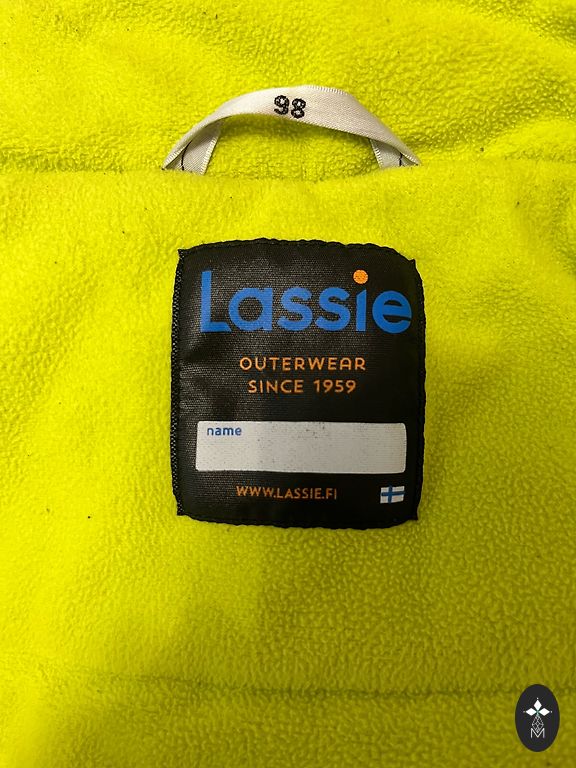 98
Lassie
OUTERWEAR
SINCE 1959
name
WWW.LASSIE.FI
M